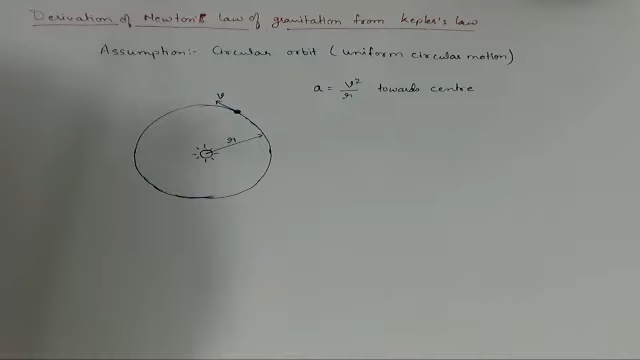 Derivation of Newton's law of gravitation from Kepler's law
Assumption:- Circular orbit (uniform circular motion)
a = v²/r towards centre
v
r